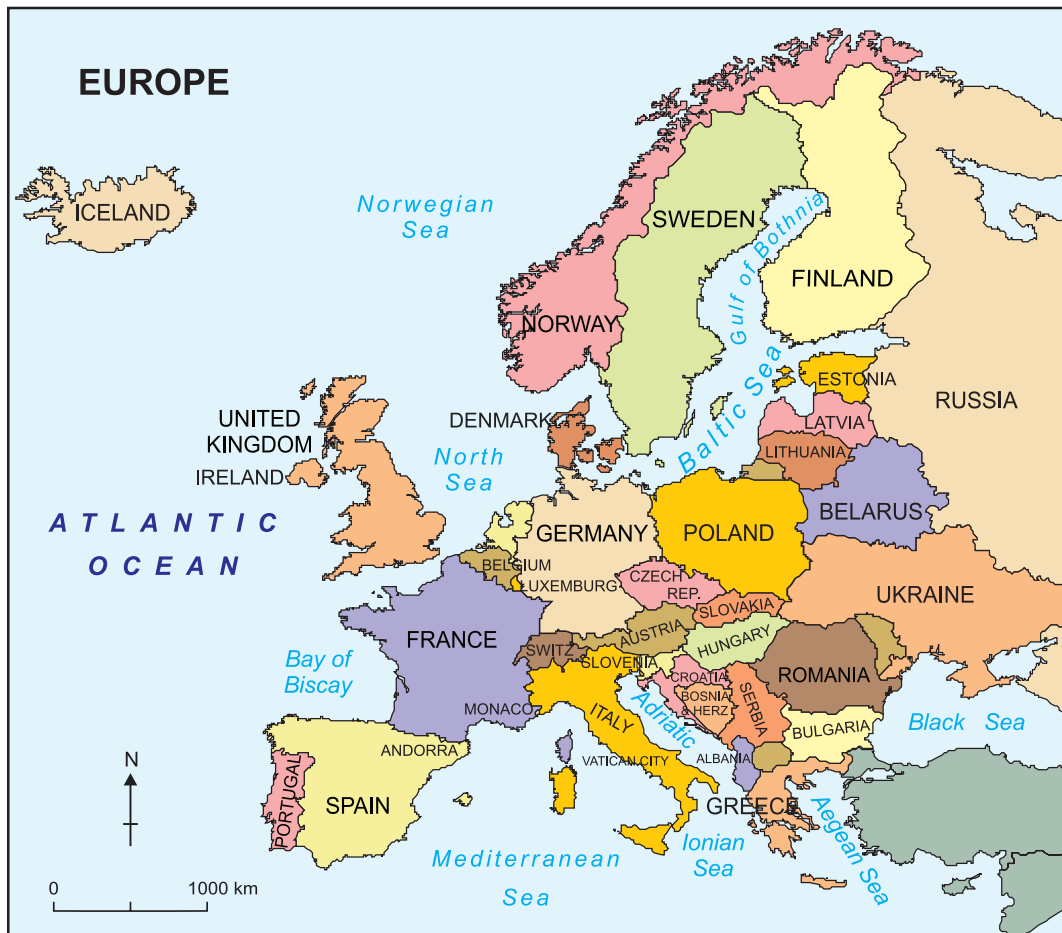 EUROPE
ICELAND
Norwegian
Sea
SWEDEN
Gulf of Bothnia
FINLAND
NORWAY
Baltic Sea
ESTONIA
RUSSIA
LATVIA
LITHUANIA
DENMARK
UNITED
KINGDOM
IRELAND
North
Sea
ATLANTIC
OCEAN
GERMANY
POLAND
BELARUS
BELGIUM
LUXEMBURG
CZECH
REP.
SLOVAKIA
UKRAINE
FRANCE
SWITZ
AUSTRIA
HUNGARY
SLOVENIA
ROMANIA
Bay of
Biscay
CROATIA
BOSNIA
& HERZ
SERBIA
MONACO
ITALY
Adriatic
BULGARIA
Black Sea
ANDORRA
VATICAN CITY
ALBANIA
N
PORTUGAL
SPAIN
GREECE
Aegean Sea
Ionian
Sea
Mediterranean
Sea
0 1000 km